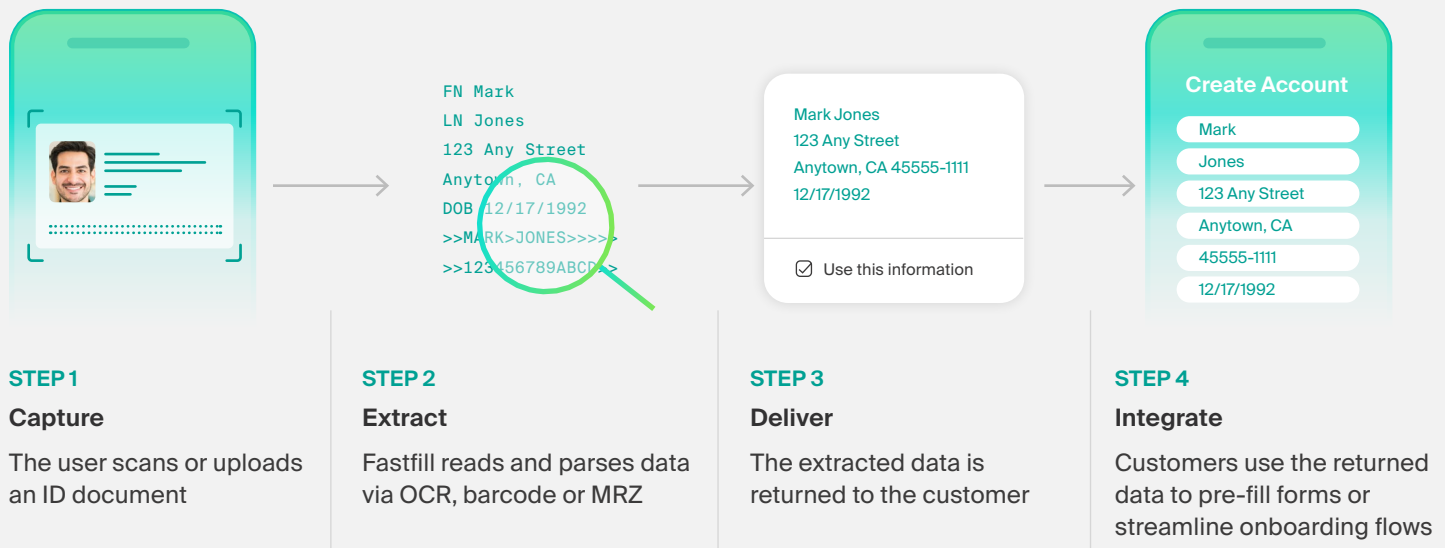 FN Mark
LN Jones
123 Any Street
Anytown, CA
DOB 12/17/1992
>>MARK>JONES>>>>>
>>123456789ABCD>>
Mark Jones
123 Any Street
Anytown, CA 45555-1111
12/17/1992
Use this information
Create Account
Mark
Jones
123 Any Street
Anytown, CA
45555-1111
12/17/1992
STEP 1
Capture
The user scans or uploads
an ID document
STEP 2
Extract
Fastfill reads and parses data
via OCR, barcode or MRZ
STEP 3
Deliver
The extracted data is
returned to the customer
STEP 4
Integrate
Customers use the returned
data to pre-fill forms or
streamline onboarding flows